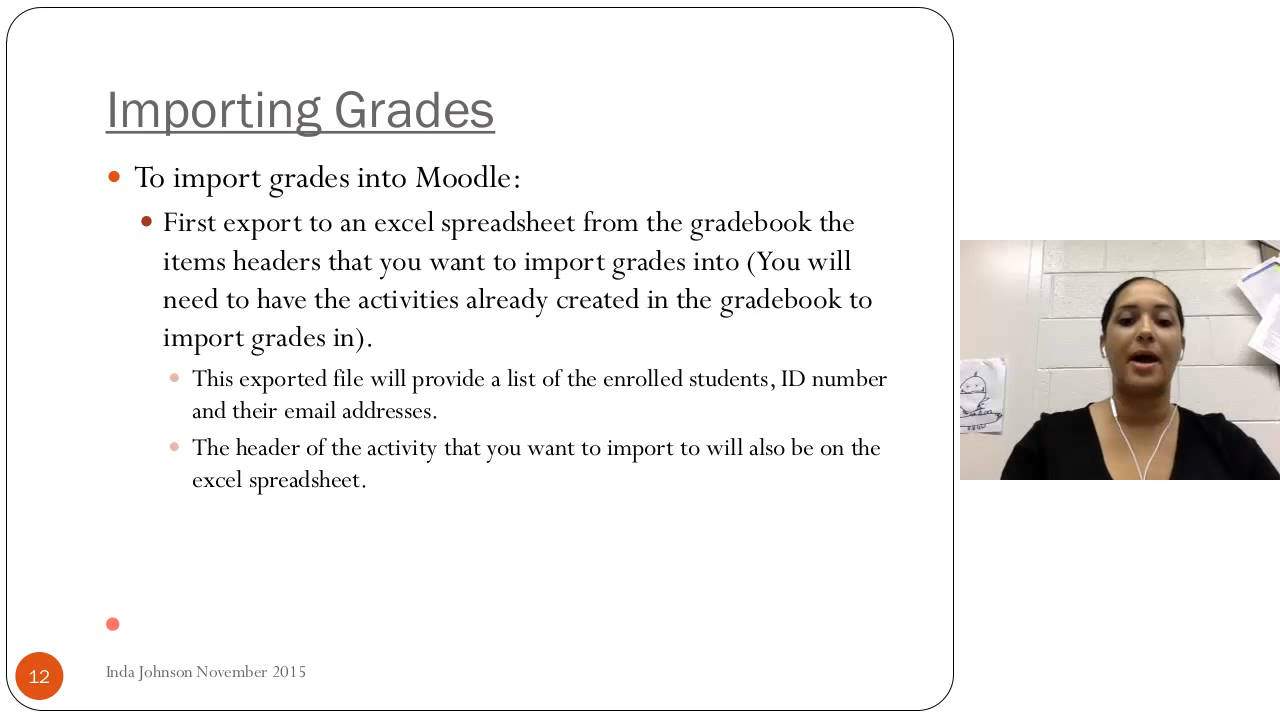 Importing Grades
To import grades into Moodle:
First export to an excel spreadsheet from the gradebook the
items headers that you want to import grades into (You will
need to have the activities already created in the gradebook to
import grades in).
This exported file will provide a list of the enrolled students, ID number
and their email addresses.
The header of the activity that you want to import to will also be on the
excel spreadsheet.
12
Inda Johnson November 2015